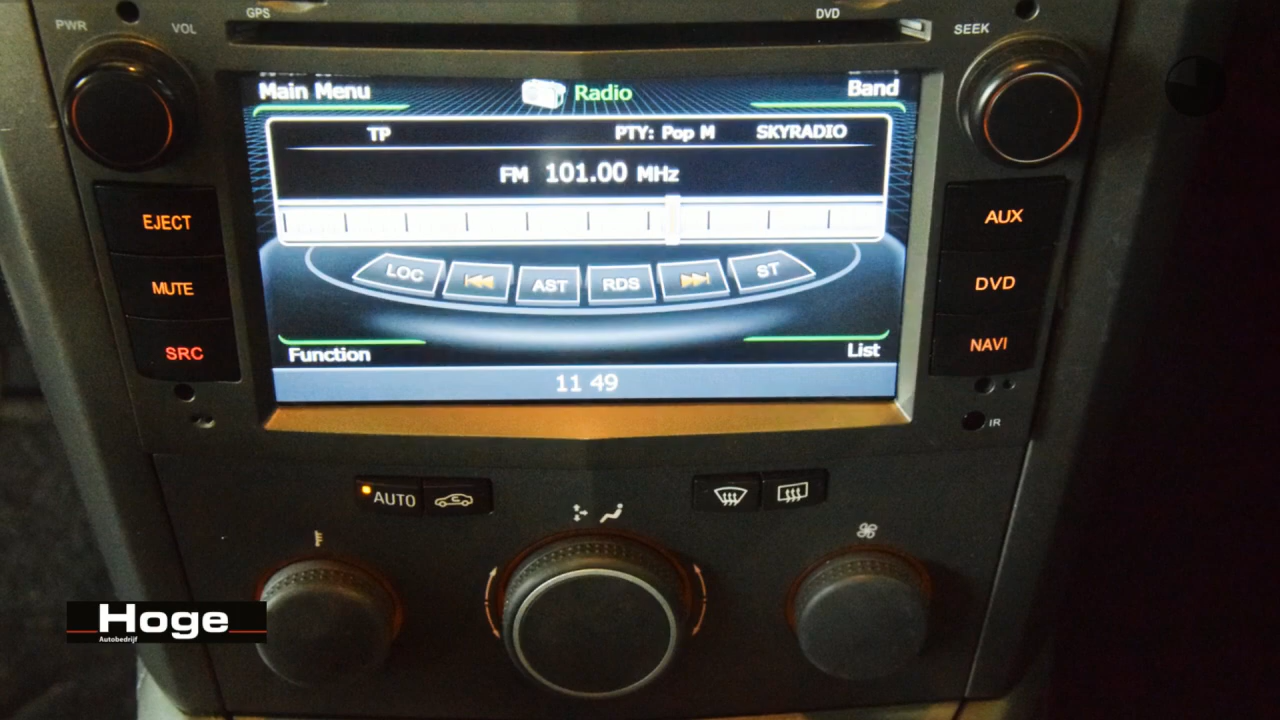 GPS
DVD
PWR
VOL
SEEK
Main Menu
Radio
Band
TP
PTY: Pop M
SKYRADIO
FM 101.00 MHz
EJECT
MUTE
SRC
AUX
DVD
NAVI
LOC
AST
RDS
ST
Function
List
11 49
IR
AUTO
Hoge
Autobedrijf